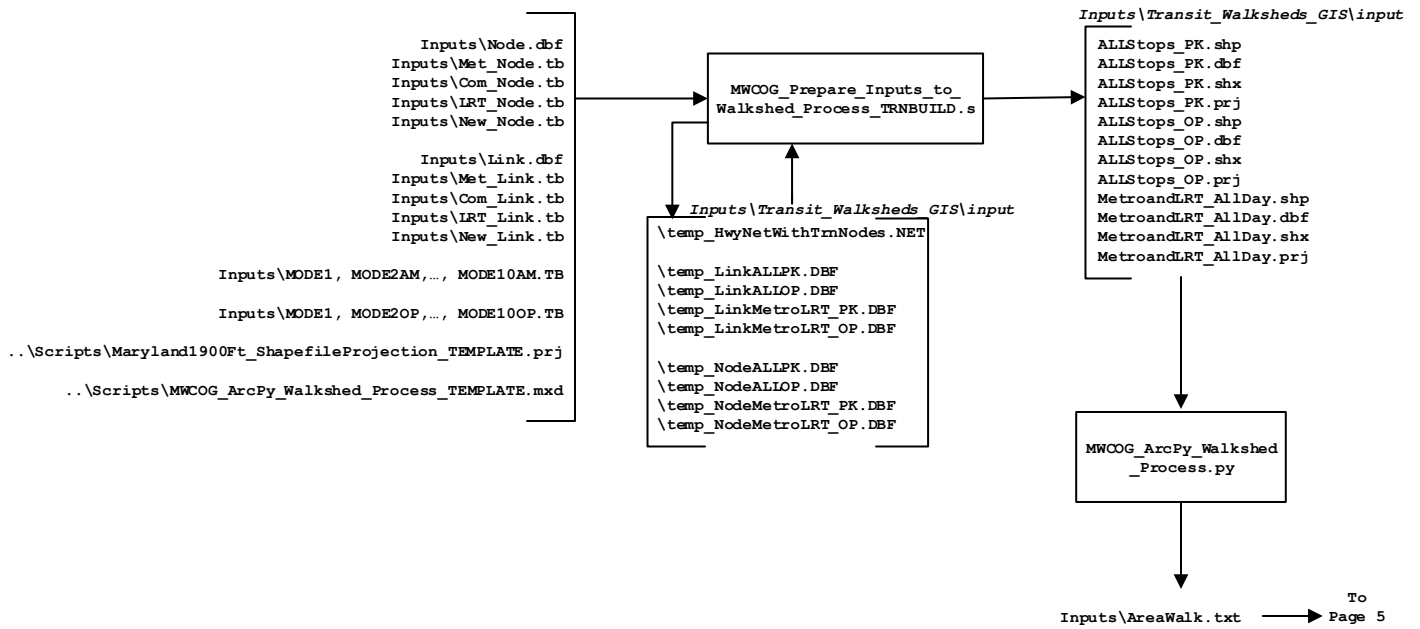 Inputs\Node.dbf
Inputs\Met_Node.tb
Inputs\Com_Node.tb
Inputs\LRT_Node.tb
Inputs\New_Node.tb
Inputs\Link.dbf
Inputs\Met_Link.tb
Inputs\Com_Link.tb
Inputs\LRT_Link.tb
Inputs\New_Link.tb
Inputs\MODE1, MODE2AM,…, MODE10AM.TB
Inputs\MODE1, MODE2OP,…, MODE10OP.TB
..\Scripts\Maryland1900Ft_ShapefileProjection_TEMPLATE.prj
..\Scripts\MWCOG_ArcPy_Walkshed_Process_TEMPLATE.mxd
MWCOG_Prepare_Inputs_to_
Walkshed_Process_TRNBUILD.s
Inputs\Transit_Walksheds_GIS\input
\temp_HwyNetWithTrnNodes.NET
\temp_LinkALLPK.DBF
\temp_LinkALLOP.DBF
\temp_LinkMetroLRT_PK.DBF
\temp_LinkMetroLRT_OP.DBF
\temp_NodeALLPK.DBF
\temp_NodeALLOP.DBF
\temp_NodeMetroLRT_PK.DBF
\temp_NodeMetroLRT_OP.DBF
Inputs\Transit_Walksheds_GIS\input
ALLStops_PK.shp
ALLStops_PK.dbf
ALLStops_PK.shx
ALLStops_PK.prj
ALLStops_OP.shp
ALLStops_OP.dbf
ALLStops_OP.shx
ALLStops_OP.prj
MetroandLRT_AllDay.shp
MetroandLRT_AllDay.dbf
MetroandLRT_AllDay.shx
MetroandLRT_AllDay.prj
MWCOG_ArcPy_Walkshed
_Process.py
Inputs\AreaWalk.txt
To
Page 5